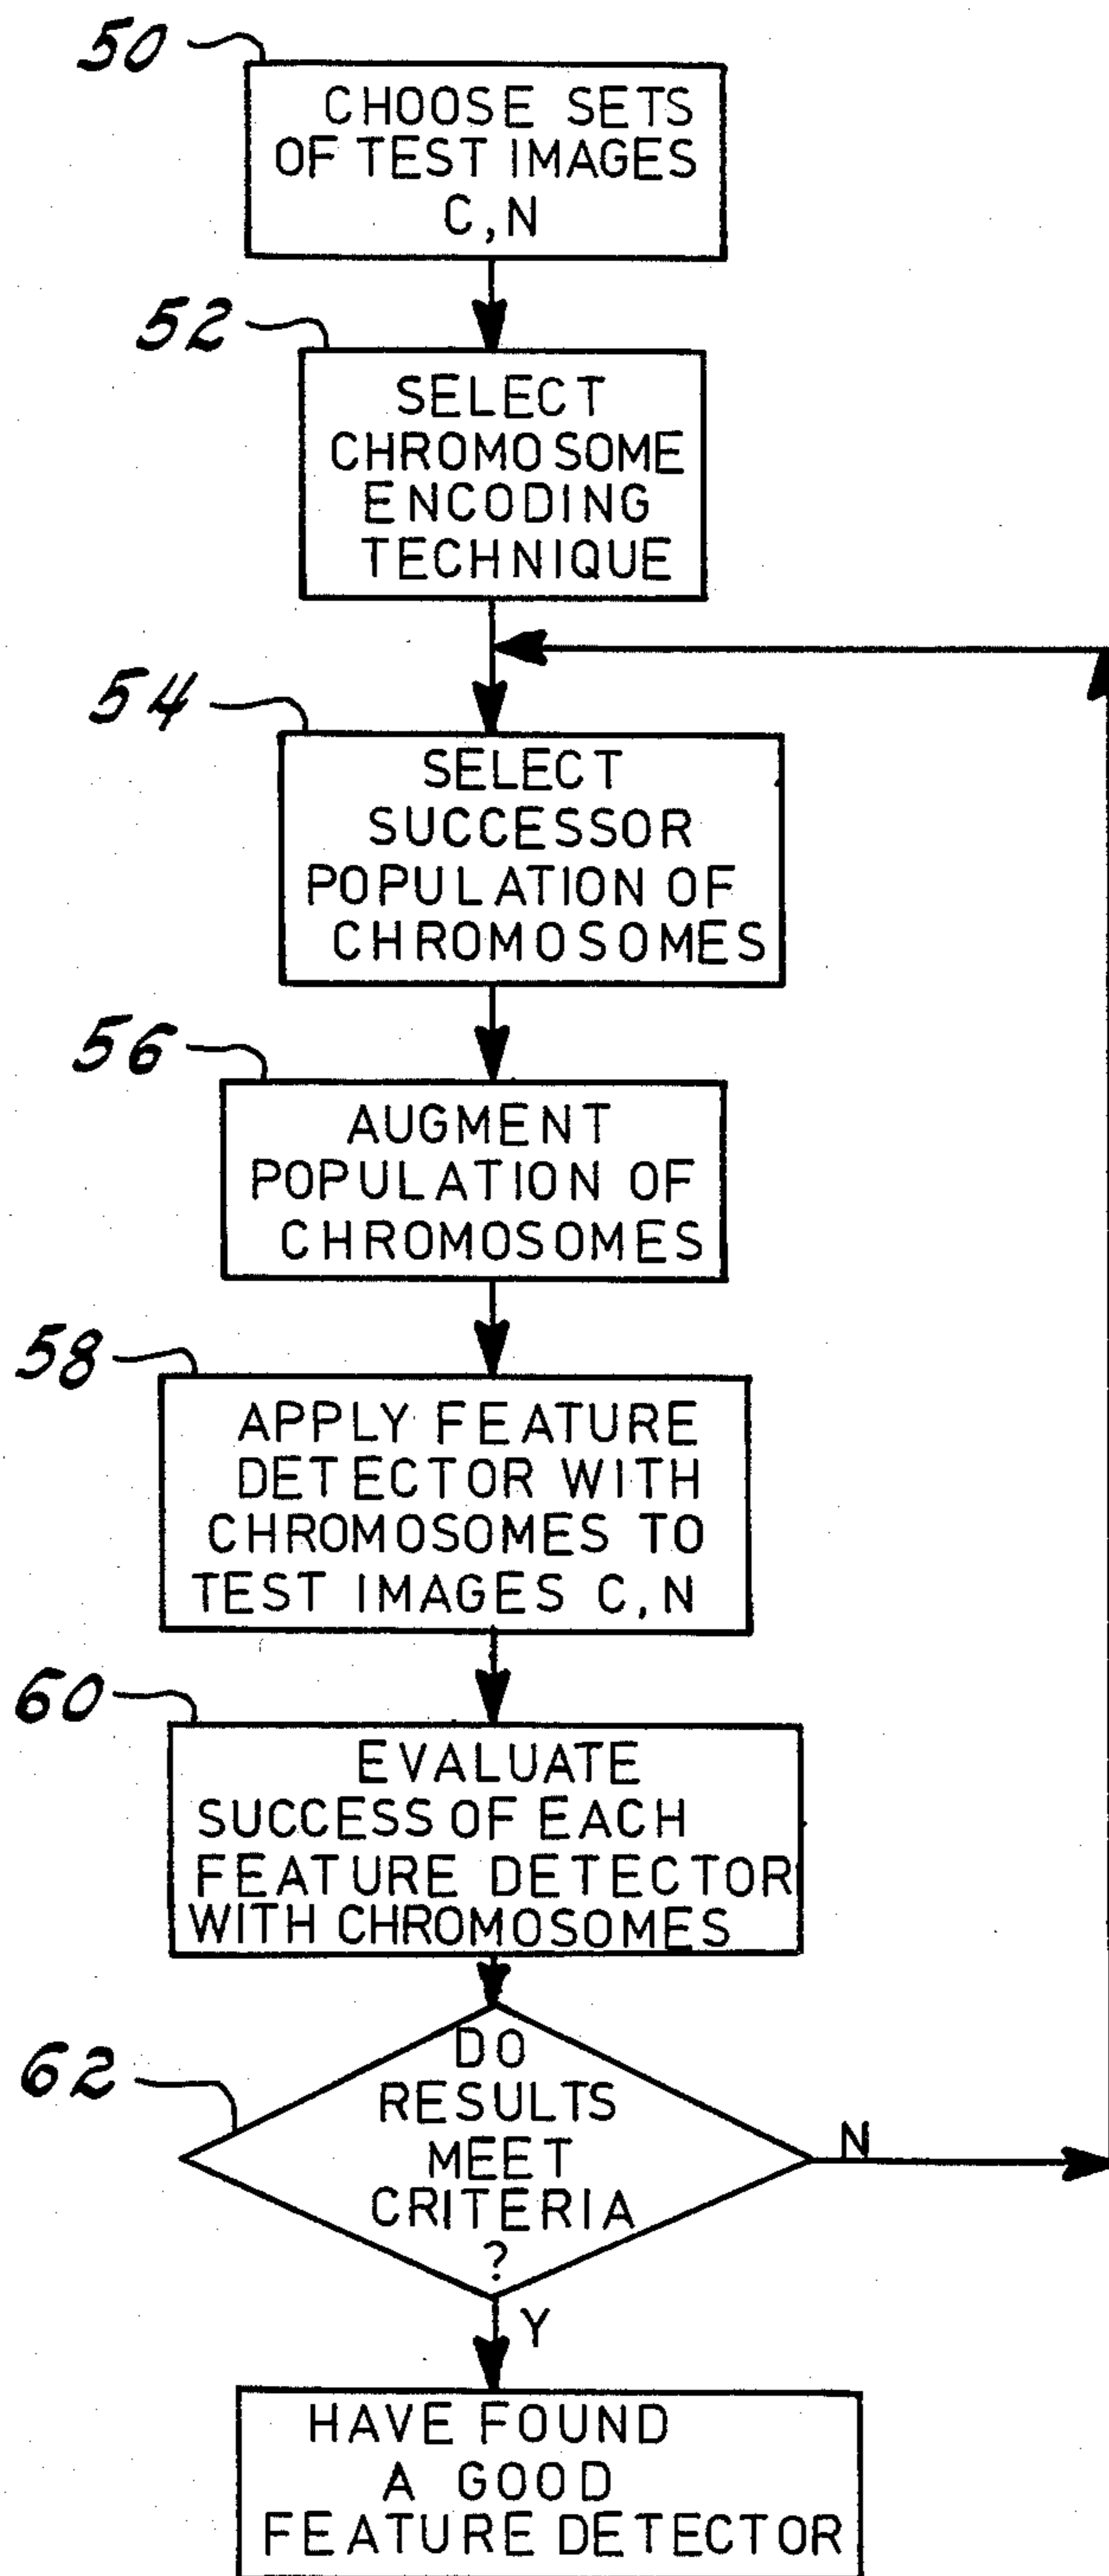 50
CHOOSE SETS
OF TEST IMAGES
C,N
52
SELECT
CHROMOSOME
ENCODING
TECHNIQUE
54
SELECT
SUCCESSOR
POPULATION OF
CHROMOSOMES
56
AUGMENT
POPULATION OF
CHROMOSOMES
58
APPLY FEATURE
DETECTOR WITH
CHROMOSOMES TO
TEST IMAGES C,N
60
EVALUATE
SUCCESS OF EACH
FEATURE DETECTOR
WITH CHROMOSOMES
62
DO
RESULTS
MEET
CRITERIA
?
N
Y
HAVE FOUND
A GOOD
FEATURE DETECTOR